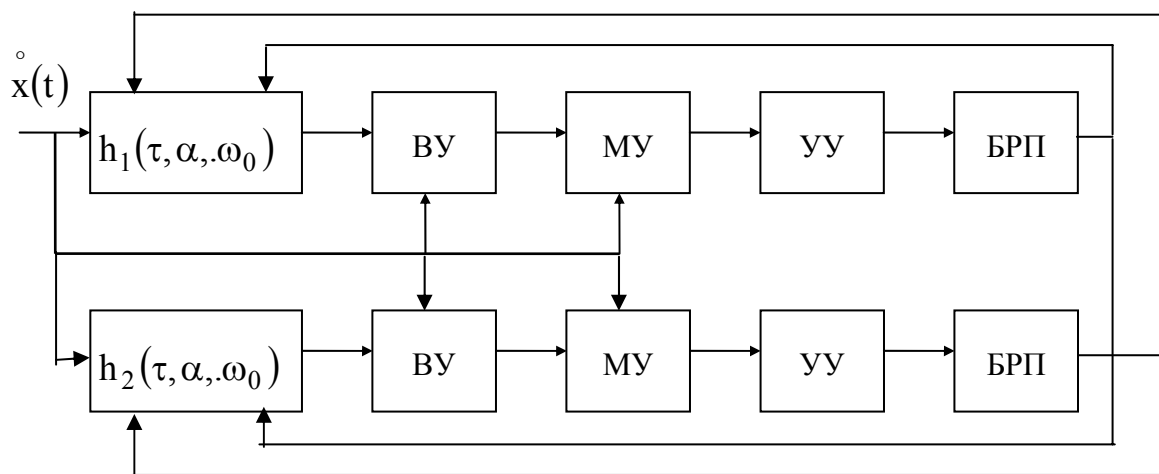 x̊(t)
h₁(τ, α,.ω₀)
ВУ
МУ
УУ
БРП
h₂(τ, α,.ω₀)
ВУ
МУ
УУ
БРП